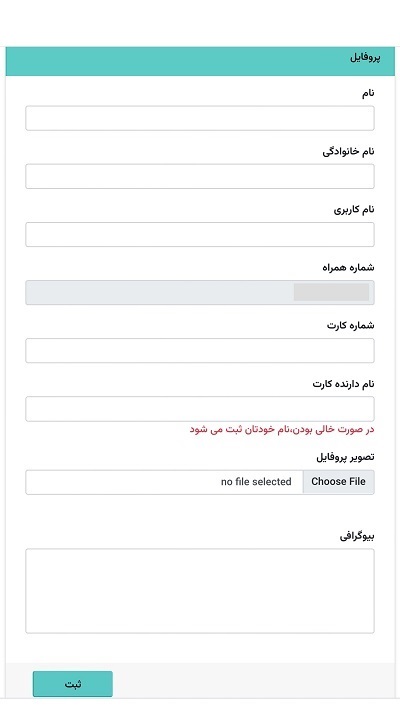 پروفایل
نام
نام خانوادگی
نام کاربری
شماره همراه
شماره کارت
نام دارنده کارت
در صورت خالی بودن،نام خودتان ثبت می شود
تصویر پروفایل
Choose File no file selected
بیوگرافی
ثبت